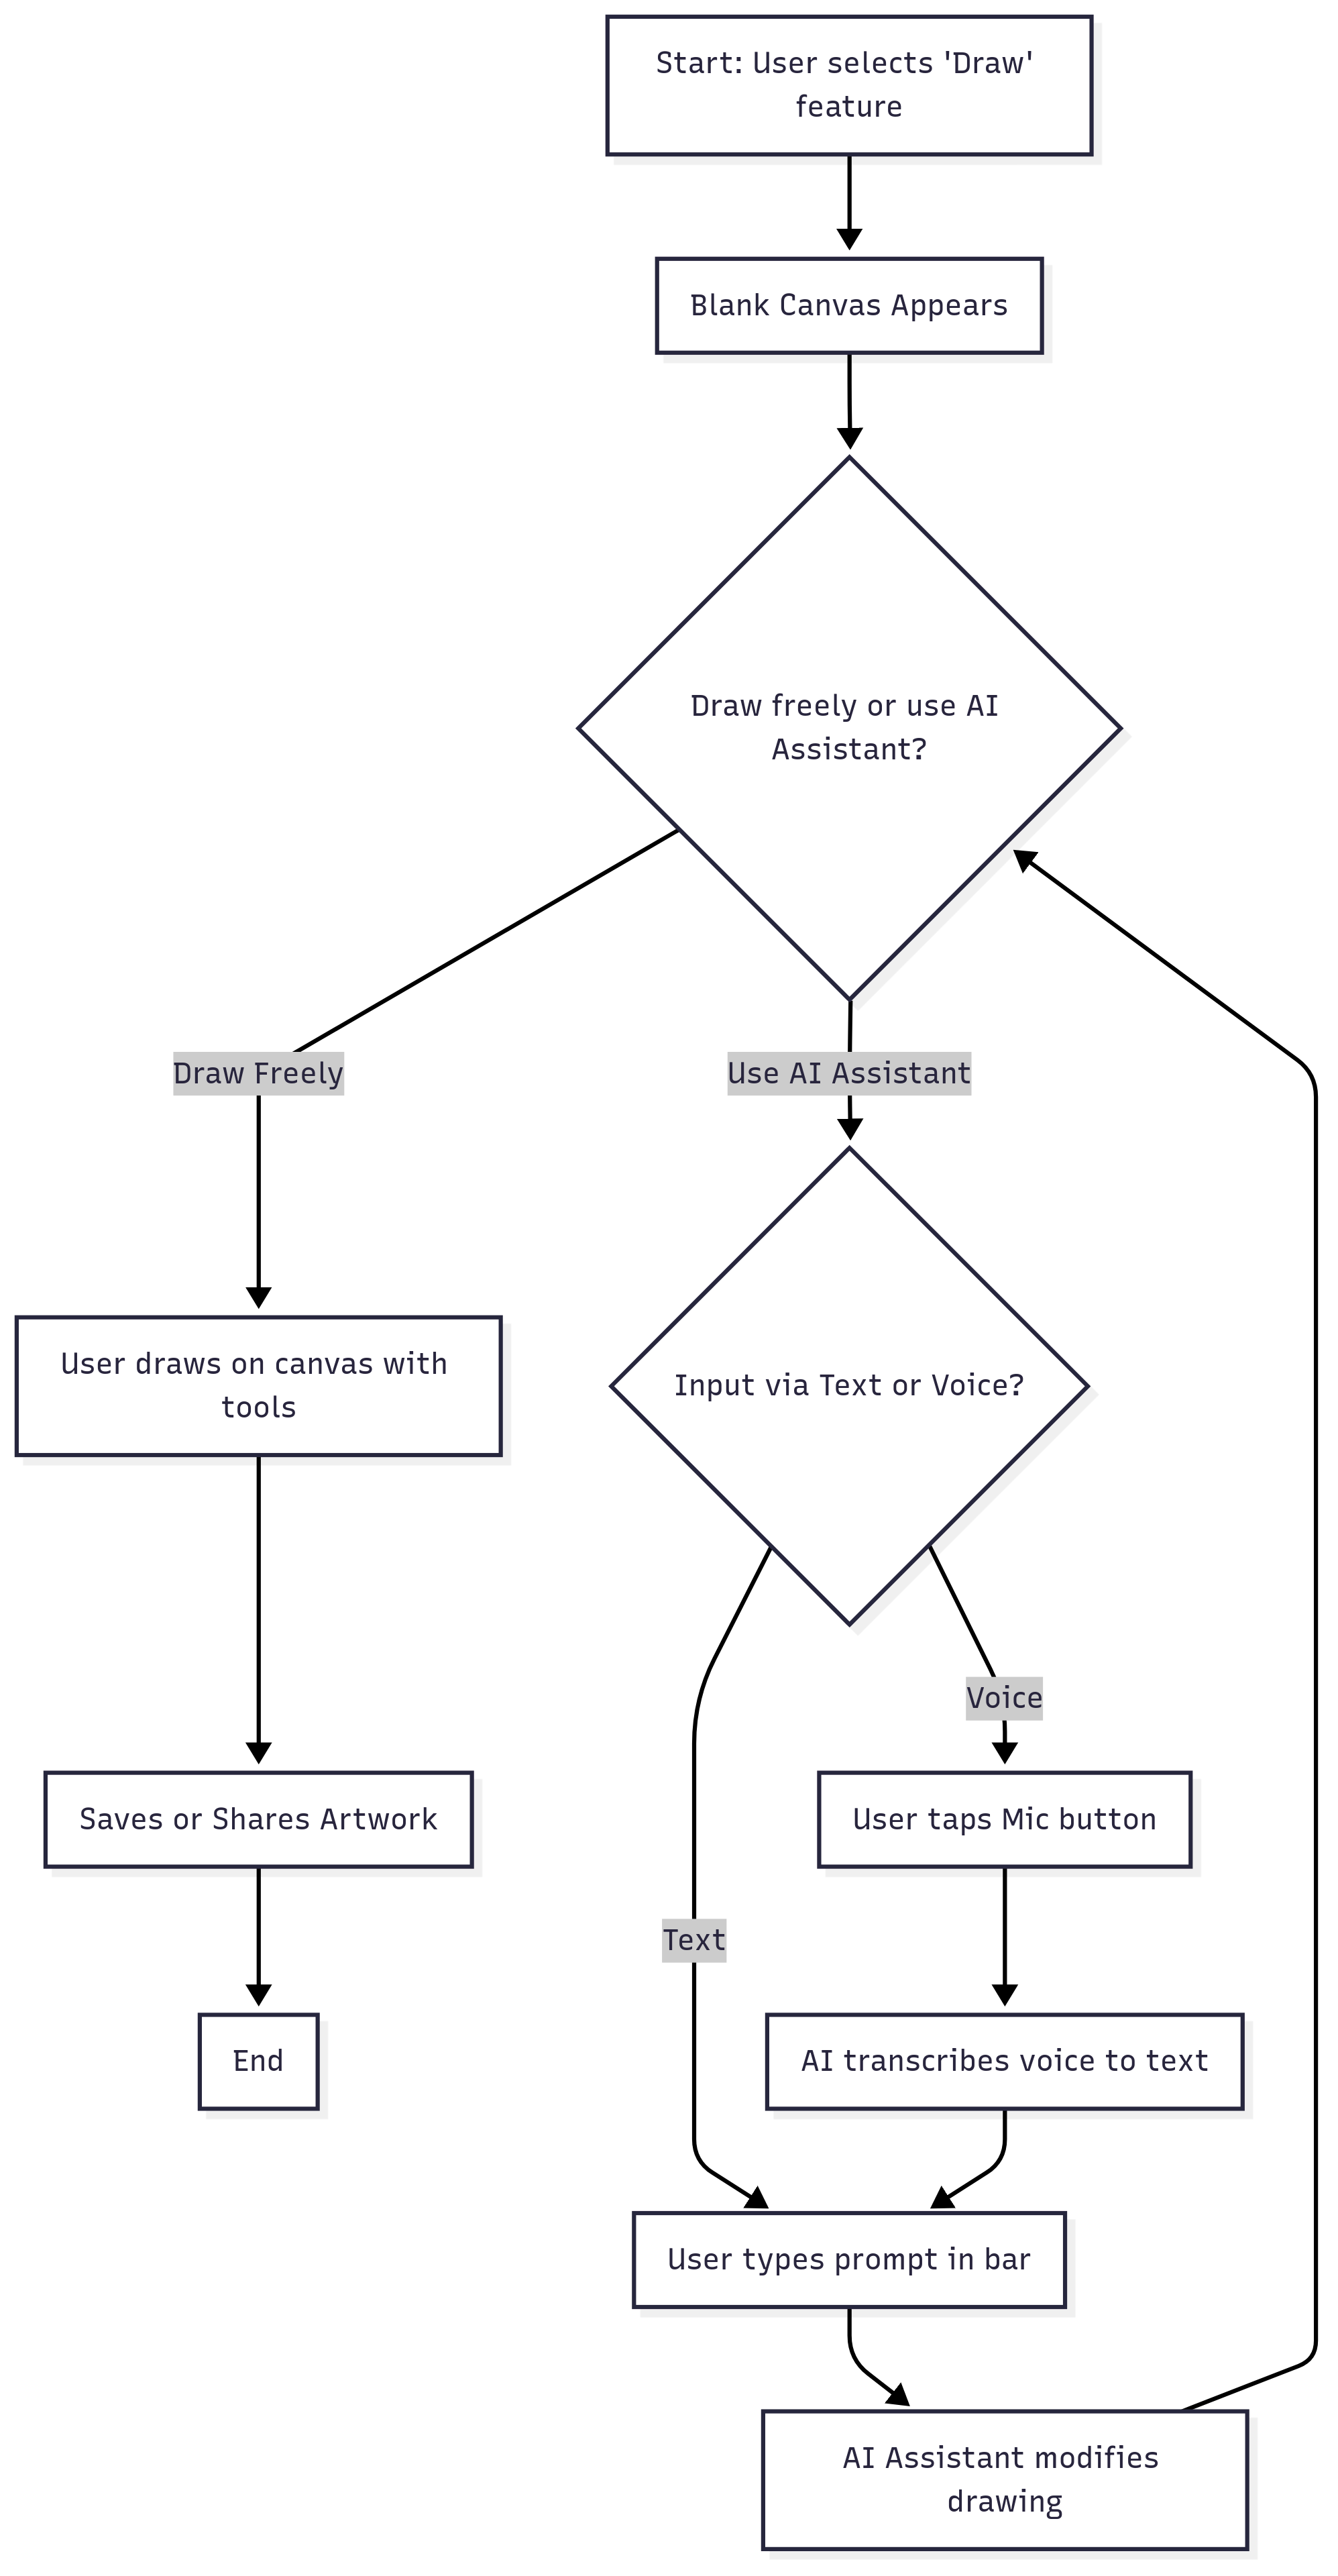 Start: User selects 'Draw'
feature
Blank Canvas Appears
Draw freely or use AI
Assistant?
Draw Freely
Use AI Assistant
User draws on canvas with
tools
Input via Text or Voice?
Voice
Saves or Shares Artwork
User taps Mic button
Text
End
AI transcribes voice to text
User types prompt in bar
AI Assistant modifies
drawing